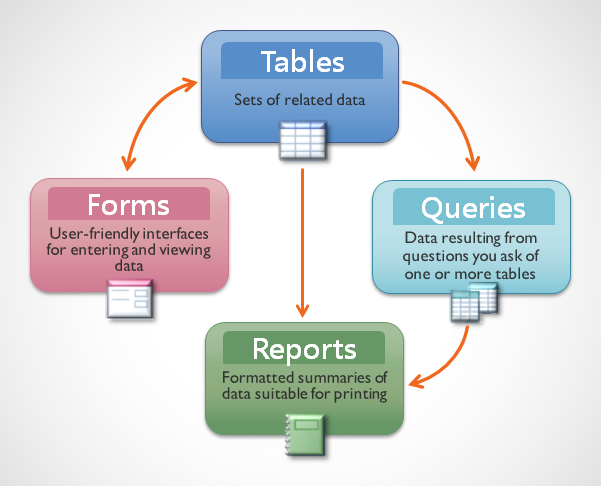 Tables
Sets of related data
Forms
User-friendly interfaces
for entering and viewing
data
Queries
Data resulting from
questions you ask of
one or more tables
Reports
Formatted summaries of
data suitable for printing